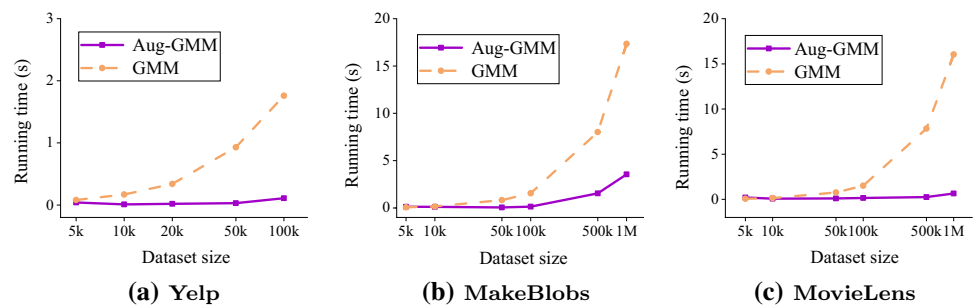 3
2
1
0
Running time (s)
Aug-GMM
GMM
5k 10k 20k 50k 100k
Dataset size
(a) Yelp
20
15
10
5
0
Running time (s)
Aug-GMM
GMM
5k 10k 50k 100k 500k 1M
Dataset size
(b) MakeBlobs
20
15
10
5
0
Running time (s)
Aug-GMM
GMM
5k 10k 50k 100k 500k 1M
Dataset size
(c) MovieLens